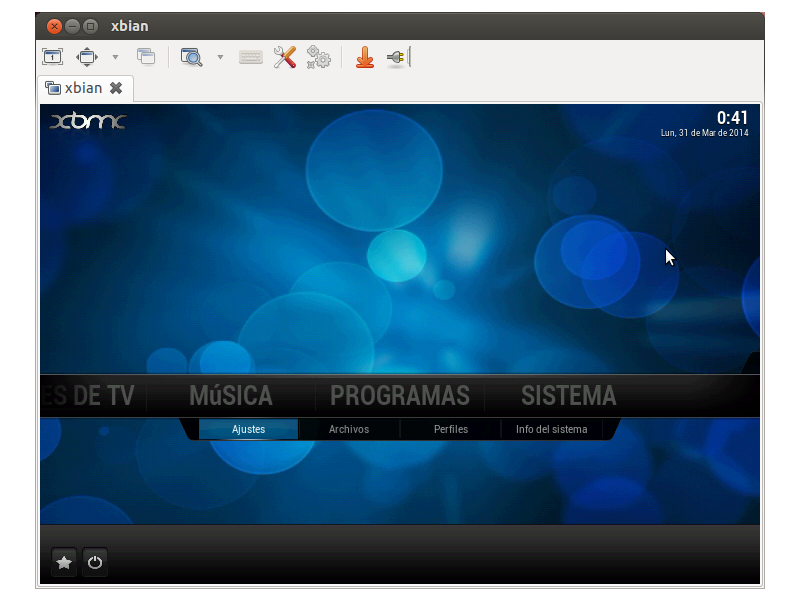 xbian
xbian
xbmc
0:41
Lun, 31 de Mar de 2014
ES DE TV MúSICA PROGRAMAS SISTEMA
Ajustes Archivos Perfiles Info del sistema